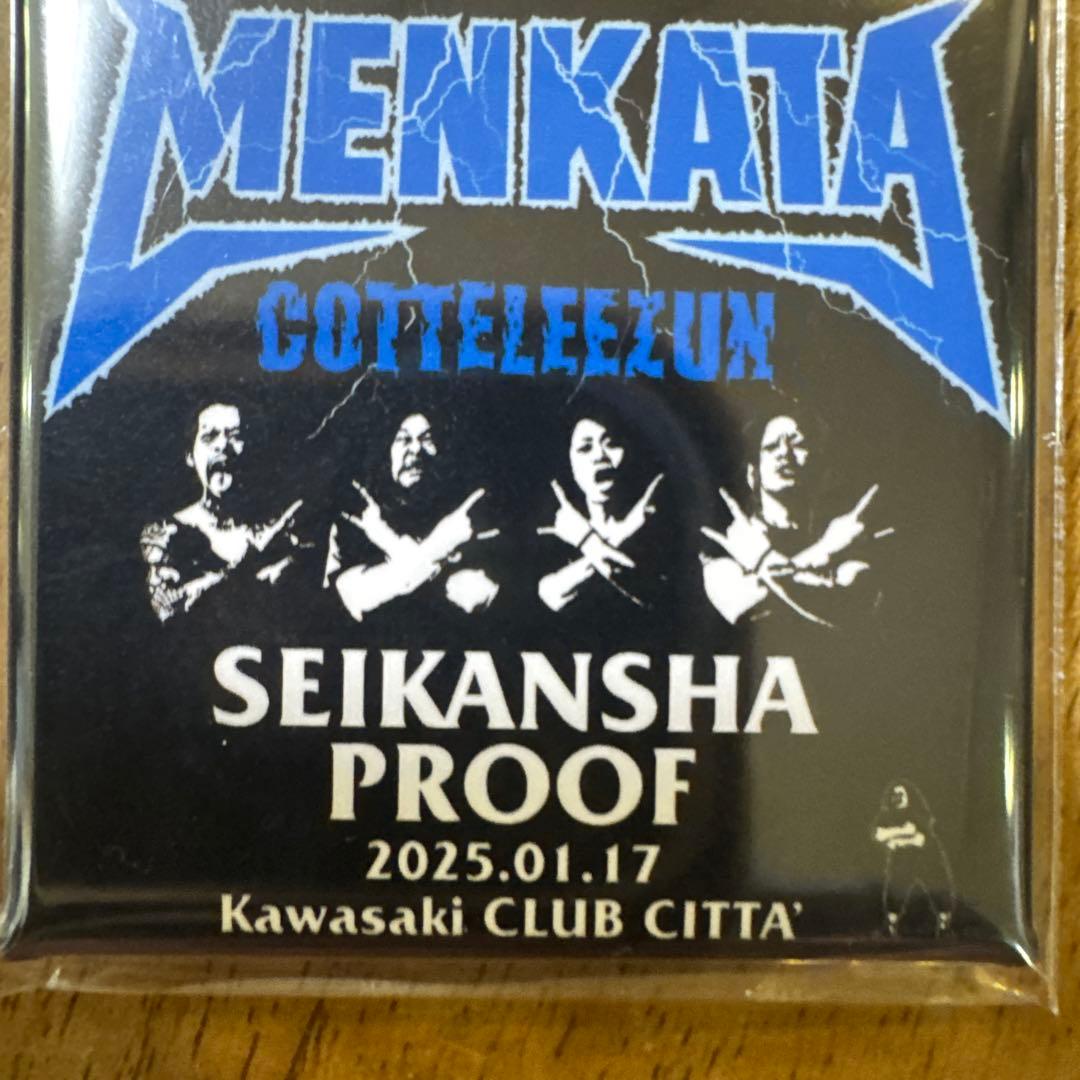 MENKATA
COTTELEEZUN
SEIKANSHA
PROOF
2025.01.17
Kawasaki CLUB CITTA'